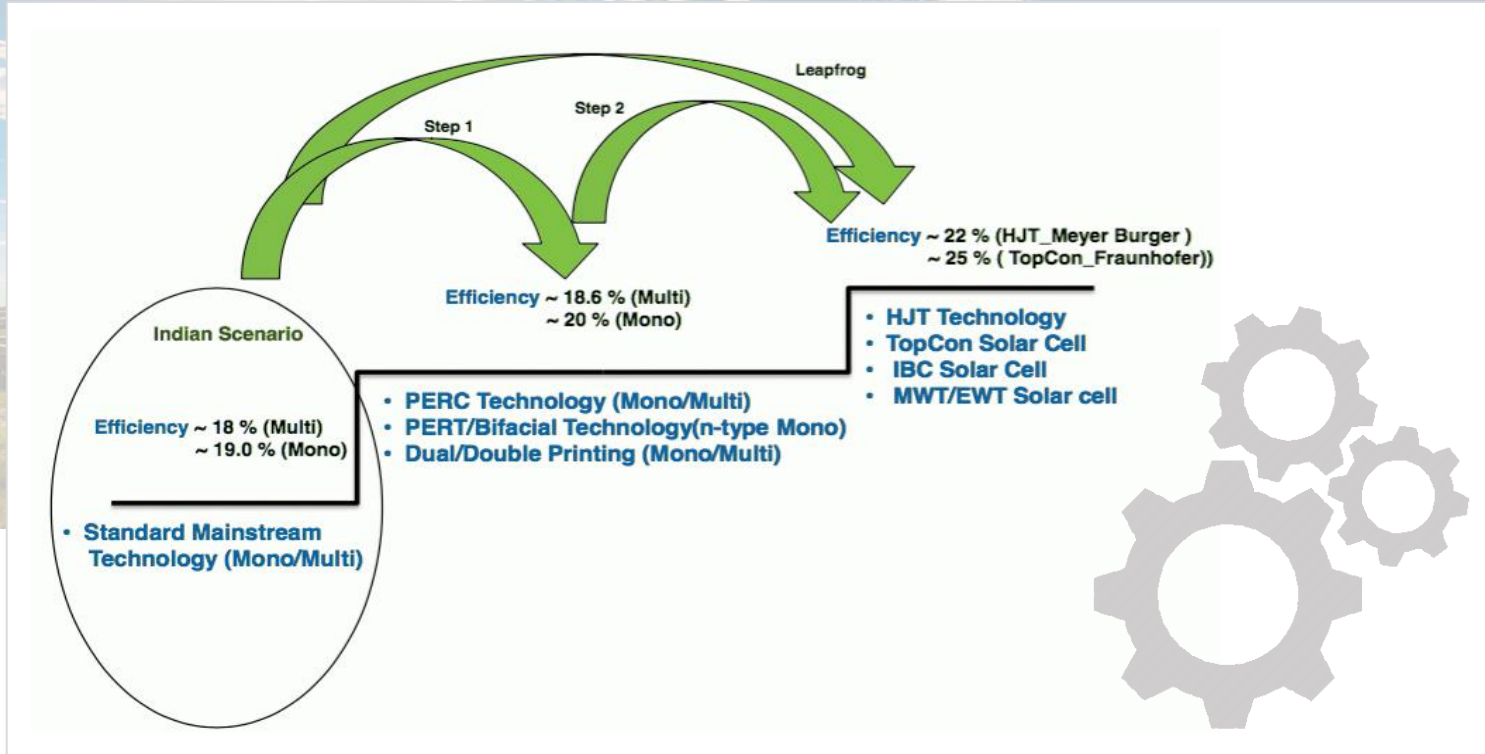 Leapfrog
Step 2
Step 1
Efficiency ~ 22 % (HJT_Meyer Burger )
~ 25 % ( TopCon_Fraunhofer))
Efficiency ~ 18.6 % (Multi)
~ 20 % (Mono)
Indian Scenario
Efficiency ~ 18 % (Multi)
~ 19.0 % (Mono)
• Standard Mainstream
Technology (Mono/Multi)
• PERC Technology (Mono/Multi)
• PERT/Bifacial Technology(n-type Mono)
• Dual/Double Printing (Mono/Multi)
• HJT Technology
• TopCon Solar Cell
• IBC Solar Cell
• MWT/EWT Solar cell